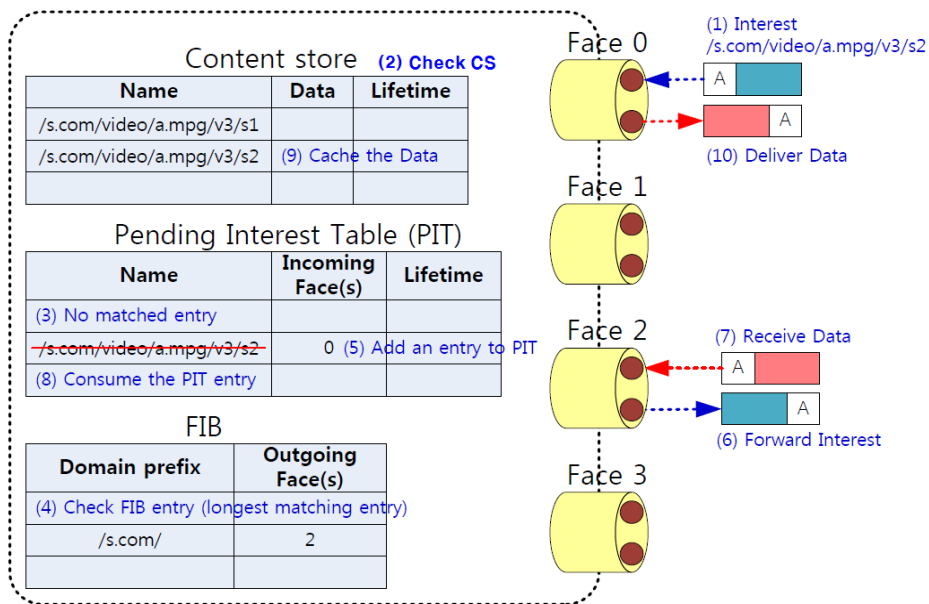 Content store (2) Check CS
Name Data Lifetime
/s.com/video/a.mpg/v3/s1
/s.com/video/a.mpg/v3/s2 (9) Cache the Data
Pending Interest Table (PIT)
Name Incoming Face(s) Lifetime
(3) No matched entry
/s.com/video/a.mpg/v3/s2 0 (5) Add an entry to PIT
(8) Consume the PIT entry
FIB
Domain prefix Outgoing Face(s)
(4) Check FIB entry (longest matching entry)
/s.com/ 2
Face 0
(1) Interest
/s.com/video/a.mpg/v3/s2
A
A
(10) Deliver Data
Face 1
Face 2
(7) Receive Data
A
A
(6) Forward Interest
Face 3